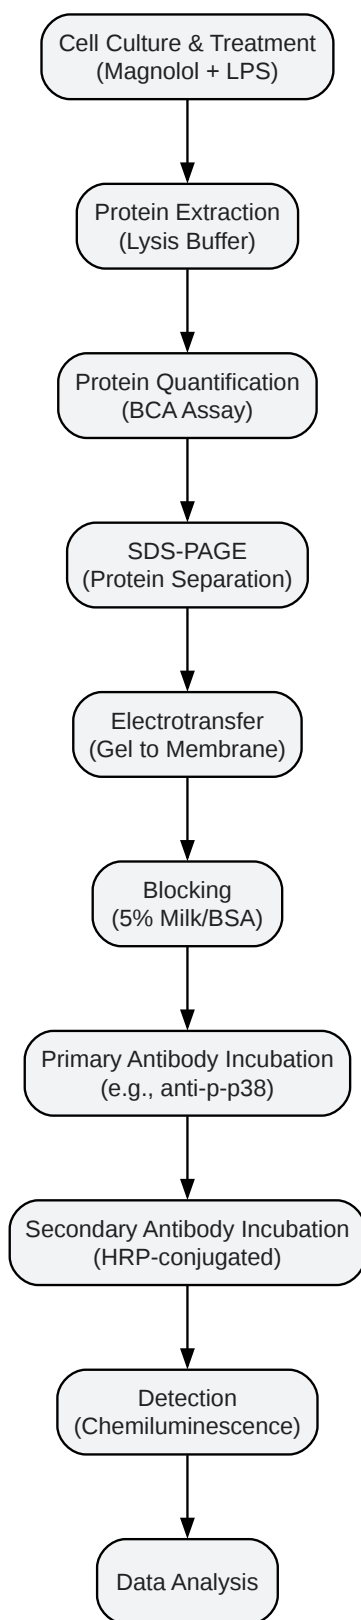 Cell Culture & Treatment
(Magnolol + LPS)
Protein Extraction
(Lysis Buffer)
Protein Quantification
(BCA Assay)
SDS-PAGE
(Protein Separation)
Electrotransfer
(Gel to Membrane)
Blocking
(5% Milk/BSA)
Primary Antibody Incubation
(e.g., anti-p-p38)
Secondary Antibody Incubation
(HRP-conjugated)
Detection
(Chemiluminescence)
Data Analysis